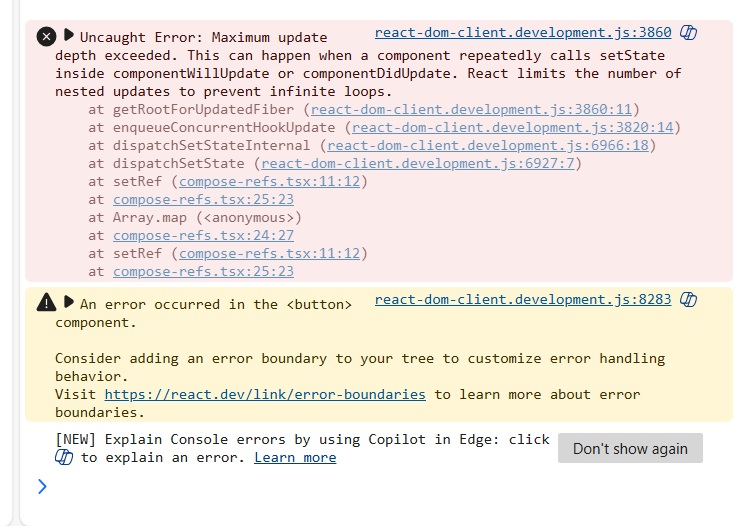 Uncaught Error: Maximum update react-dom-client.development.js:3860
depth exceeded. This can happen when a component repeatedly calls setState
inside componentWillUpdate or componentDidUpdate. React limits the number of
nested updates to prevent infinite loops.
at getRootForUpdatedFiber (react-dom-client.development.js:3860:11)
at enqueueConcurrentHookUpdate (react-dom-client.development.js:3820:14)
at dispatchSetStateInternal (react-dom-client.development.js:6966:18)
at dispatchSetState (react-dom-client.development.js:6927:7)
at setRef (compose-refs.tsx:11:12)
at compose-refs.tsx:25:23
at Array.map (<anonymous>)
at compose-refs.tsx:24:27
at setRef (compose-refs.tsx:11:12)
at compose-refs.tsx:25:23
An error occurred in the <button> react-dom-client.development.js:8283
component.
Consider adding an error boundary to your tree to customize error handling
behavior.
Visit https://react.dev/link/error-boundaries to learn more about error
boundaries.
[NEW] Explain Console errors by using Copilot in Edge: click
to explain an error. Learn more
Don't show again